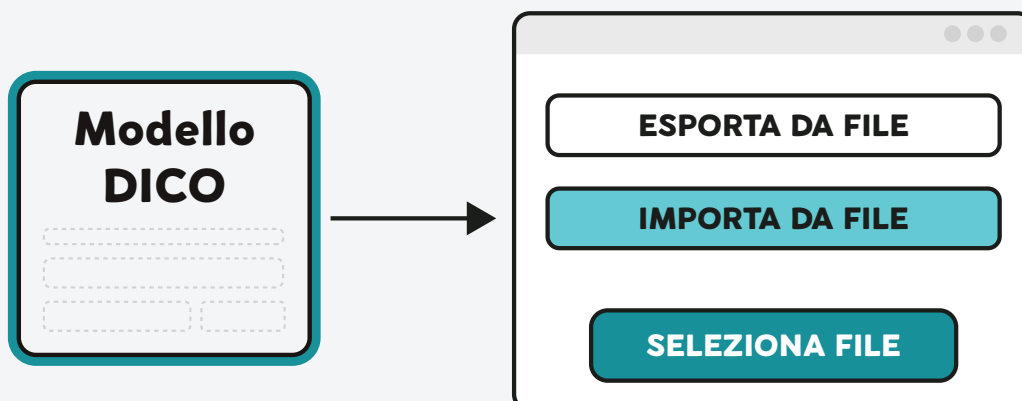 Modello
DICO
ESPORTA DA FILE
IMPORTA DA FILE
SELEZIONA FILE